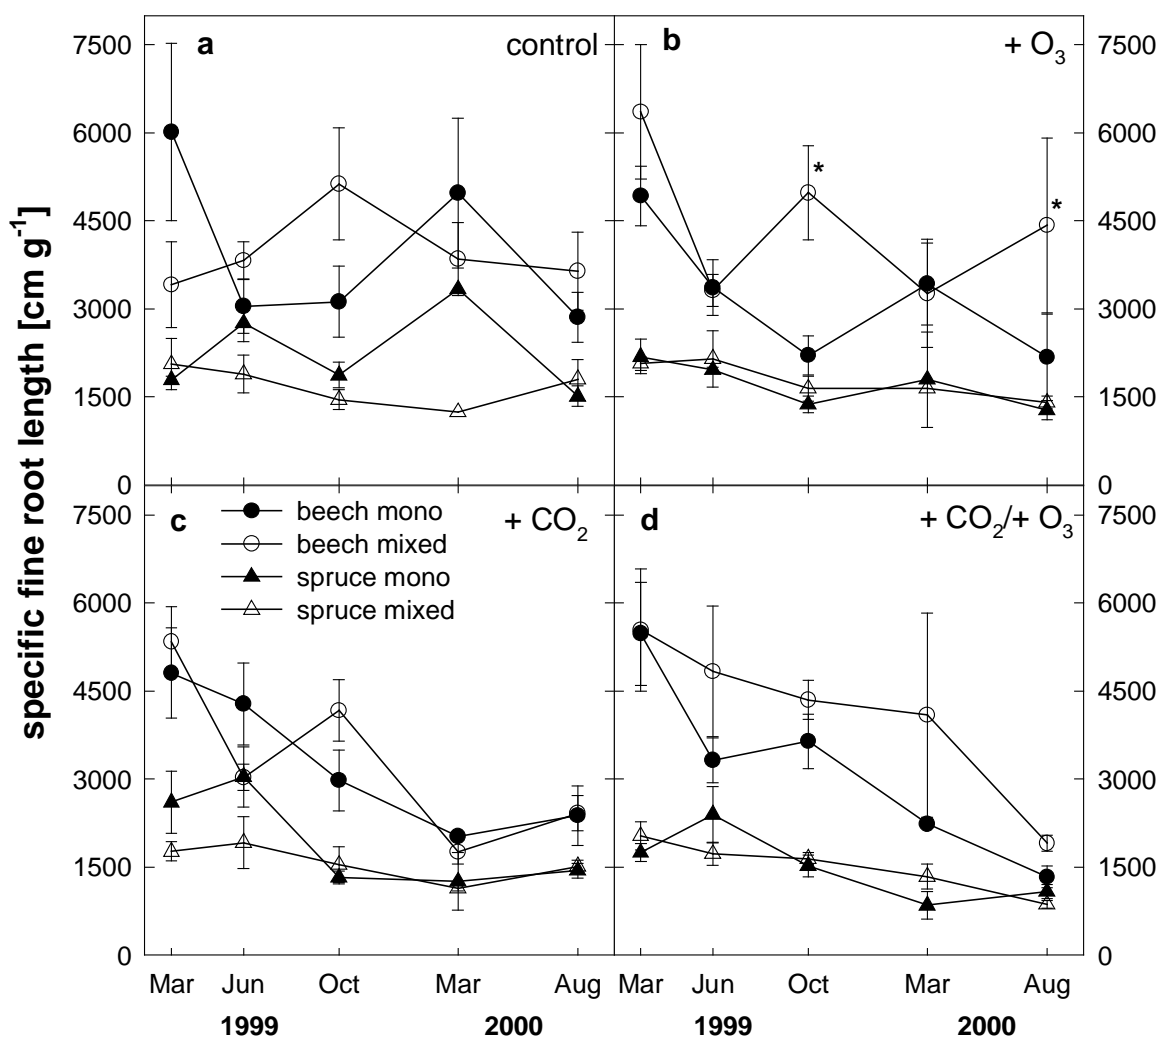 specific fine root length [cm g-1]
a
control
b
+ O3
7500
6000
4500
3000
1500
0
*
*
7500
6000
4500
3000
1500
0
c
+ CO2
beech mono
beech mixed
spruce mono
spruce mixed
d
+ CO2/+ O3
7500
6000
4500
3000
1500
0
7500
6000
4500
3000
1500
0
Mar Jun Oct Mar Aug
Mar Jun Oct Mar Aug
1999 2000
1999 2000